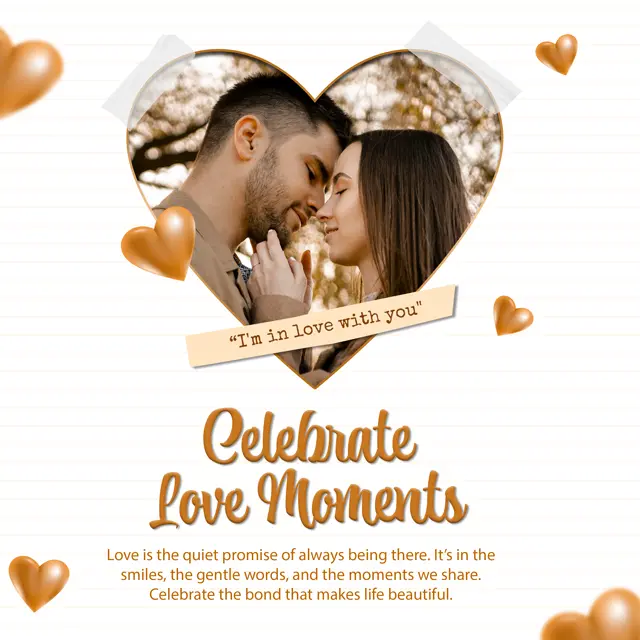 “I'm in love with you"
Celebrate
Love Moments
Love is the quiet promise of always being there. It’s in the
smiles, the gentle words, and the moments we share.
Celebrate the bond that makes life beautiful.